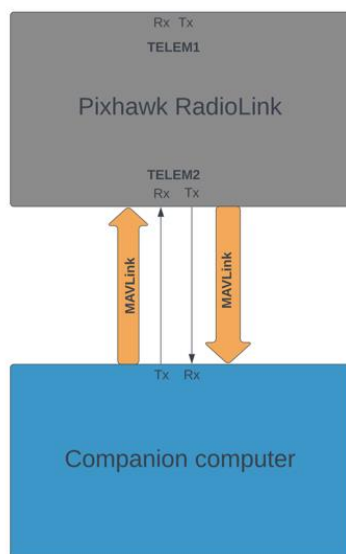 Rx Tx
TELEM1
Pixhawk RadioLink
TELEM2
Rx Tx
MAVLink
MAVLink
Tx Rx
Companion computer